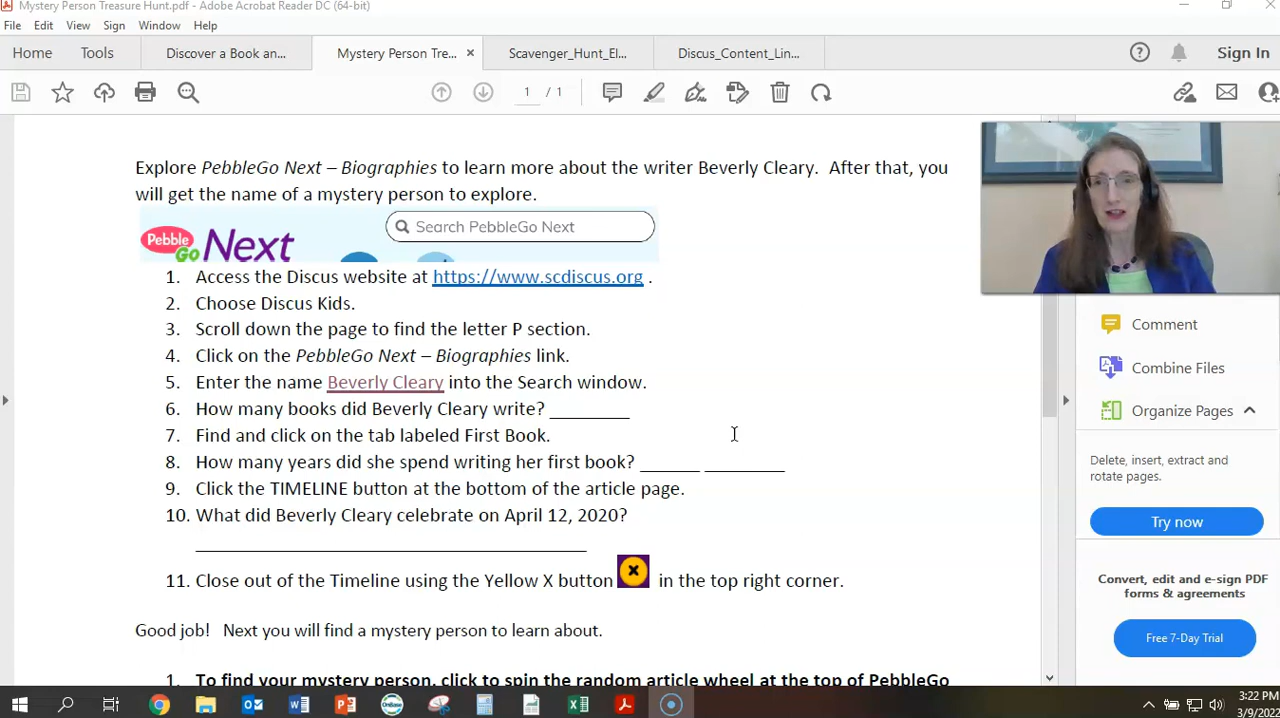 Mystery Person Treasure Hunt.pdf - Adobe Acrobat Reader DC (64-bit)
File Edit View Sign Window Help
Home Tools Discover a Book an... Mystery Person Tre... × Scavenger_Hunt_El... Discus_Content_Lin... Sign In
1 / 1
Explore PebbleGo Next – Biographies to learn more about the writer Beverly Cleary. After that, you
will get the name of a mystery person to explore.
Pebble Go Next Search PebbleGo Next
1. Access the Discus website at https://www.scdiscus.org .
2. Choose Discus Kids.
3. Scroll down the page to find the letter P section.
4. Click on the PebbleGo Next – Biographies link.
5. Enter the name Beverly Cleary into the Search window.
6. How many books did Beverly Cleary write? ________
7. Find and click on the tab labeled First Book.
8. How many years did she spend writing her first book? ______ ________
9. Click the TIMELINE button at the bottom of the article page.
10. What did Beverly Cleary celebrate on April 12, 2020?
_______________________________________
11. Close out of the Timeline using the Yellow X button × in the top right corner.
Good job! Next you will find a mystery person to learn about.
1. To find your mystery person, click to spin the random article wheel at the top of PebbleGo
Comment
Combine Files
Organize Pages
Delete, insert, extract and
rotate pages.
Try now
Convert, edit and e-sign PDF
forms & agreements
Free 7-Day Trial
3:22 PM
3/9/2022